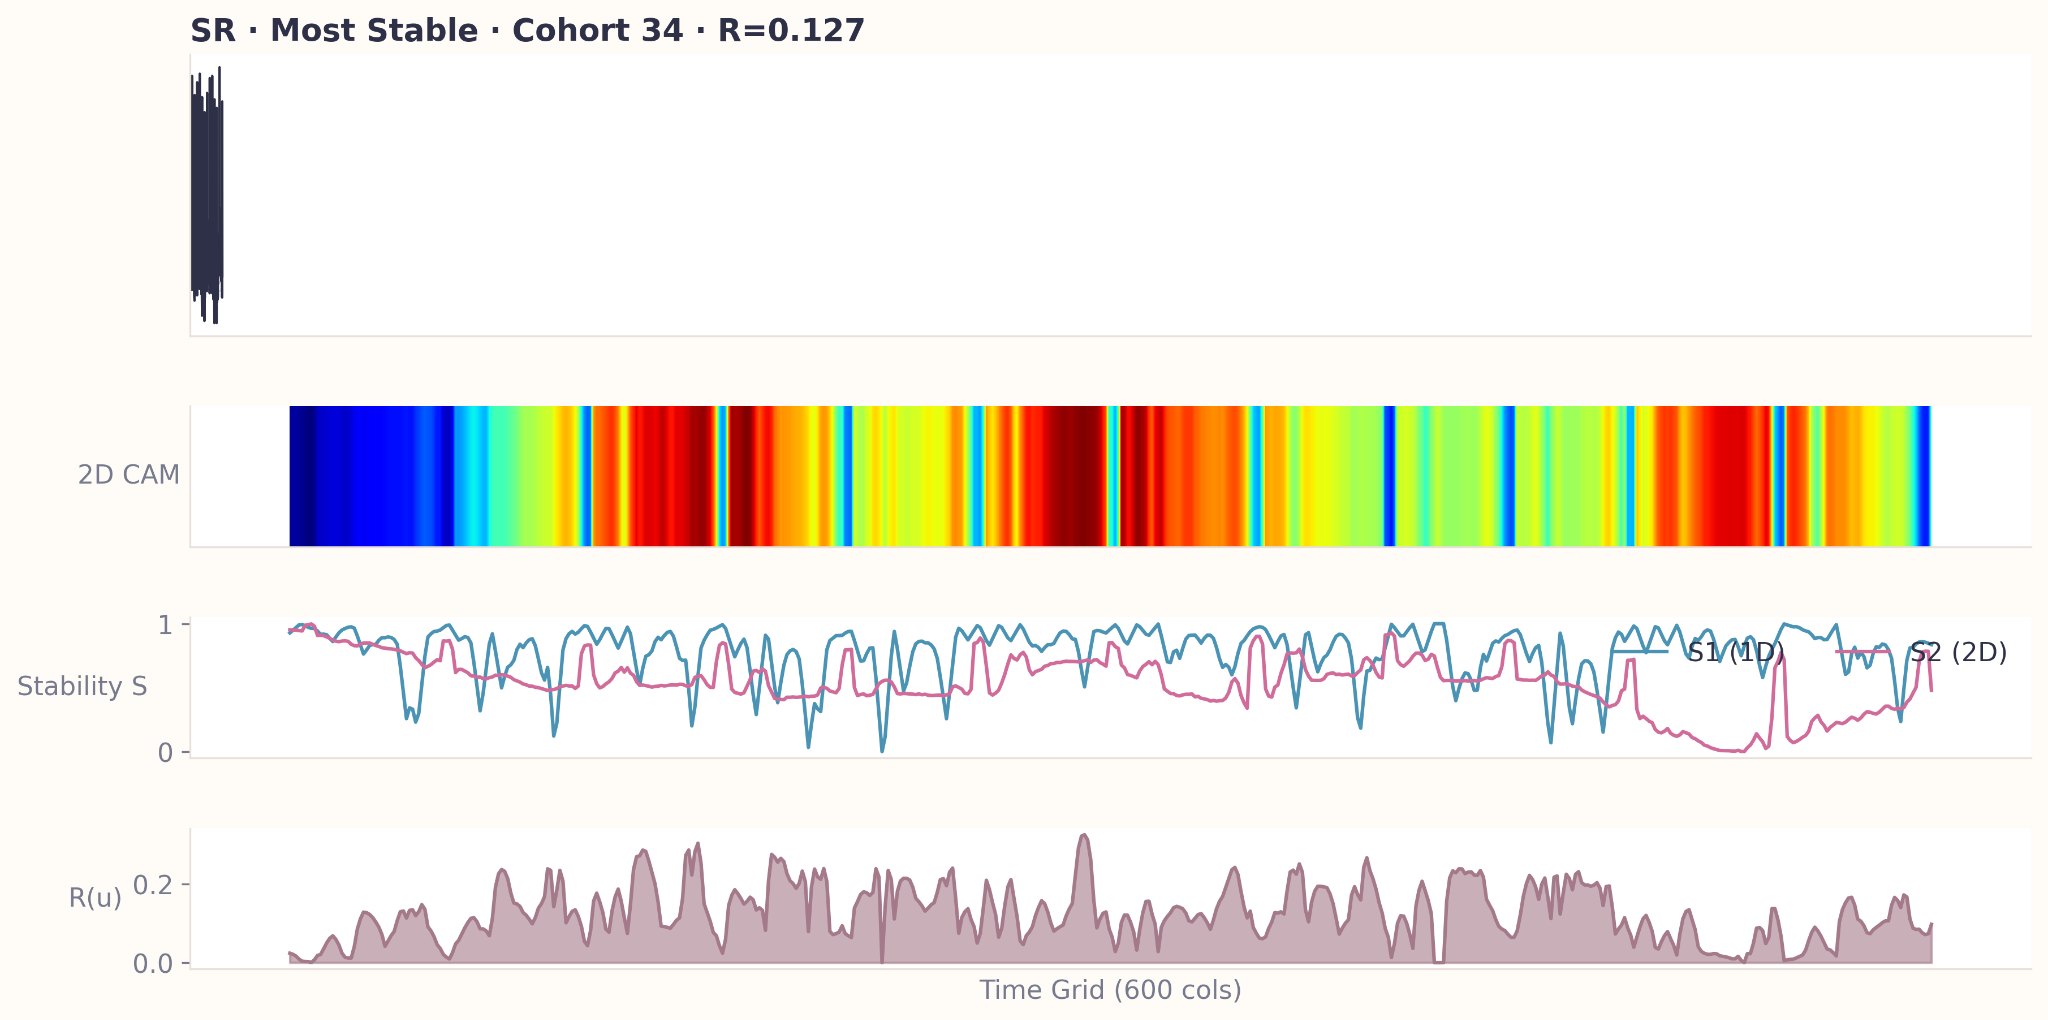 SR · Most Stable · Cohort 34 · R=0.127
2D CAM
1
Stability S
0
S1 (1D)
S2 (2D)
R(u)
0.2
0.0
Time Grid (600 cols)